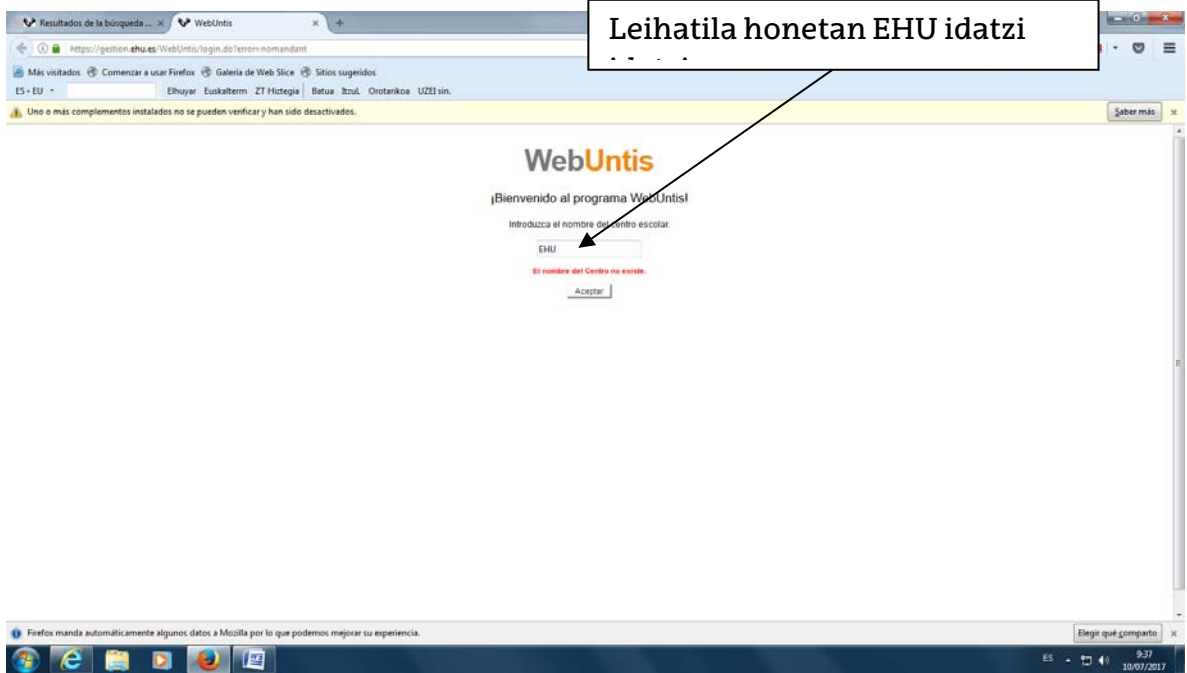 Resultados de la búsqueda ...
WebUntis
Leihatila honetan EHU idatzi
https://gestion.ehu.es/WebUntis/login.do?error=nomandant
Más visitados Comenzar a usar Firefox Galería de Web Slice Sitios sugeridos
ES+EU Elhuyar Euskalterm ZT Hiztegia Batua Itzul. Orotarikoa UZEI sin.
Uno o más complementos instalados no se pueden verificar y han sido desactivados.
Saber más
WebUntis
¡Bienvenido al programa WebUntis!
Introduzca el nombre del centro escolar.
EHU
El nombre del Centro no existe.
Aceptar
Firefox manda automáticamente algunos datos a Mozilla por lo que podemos mejorar su experiencia.
Elegir qué comparto
ES
9:37
10/07/2017